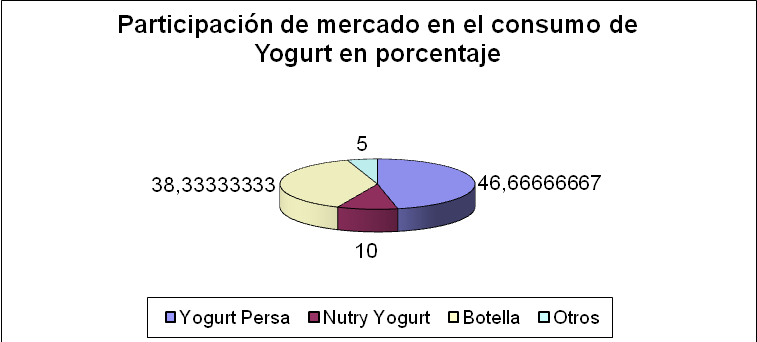 Participación de mercado en el consumo de
Yogurt en porcentaje
5
38,33333333
46,66666667
10
Yogurt Persa Nutry Yogurt Botella Otros